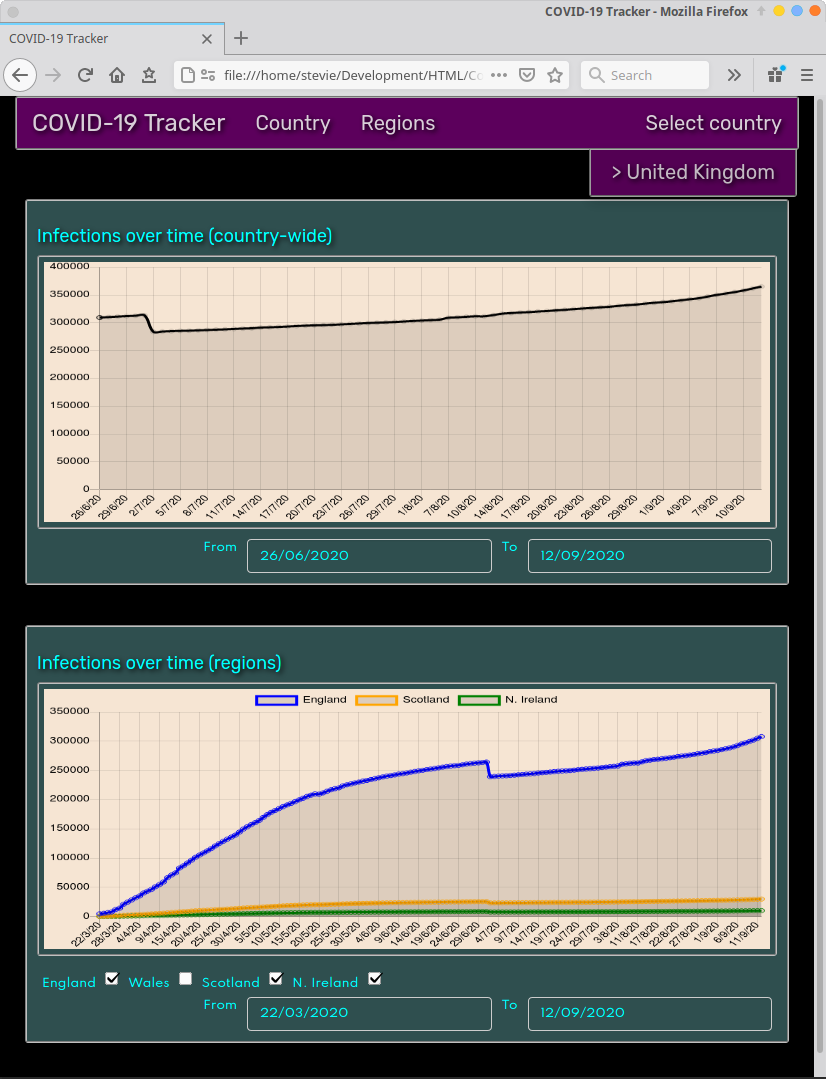 COVID-19 Tracker - Mozilla Firefox
COVID-19 Tracker
file:///home/stevie/Development/HTML/Co
Search
COVID-19 Tracker Country Regions Select country
> United Kingdom
Infections over time (country-wide)
400000
350000
300000
250000
200000
150000
100000
50000
0
26/6/20 29/6/20 2/7/20 5/7/20 8/7/20 11/7/20 14/7/20 17/7/20 20/7/20 23/7/20 26/7/20 29/7/20 1/8/20 7/8/20 10/8/20 14/8/20 17/8/20 20/8/20 23/8/20 26/8/20 29/8/20 1/9/20 4/9/20 7/9/20 10/9/20
From 26/06/2020 To 12/09/2020
Infections over time (regions)
England Scotland N. Ireland
350000
300000
250000
200000
150000
100000
50000
0
22/3/20 28/3/20 4/4/20 9/4/20 15/4/20 20/4/20 25/4/20 30/4/20 5/5/20 10/5/20 15/5/20 20/5/20 25/5/20 30/5/20 4/6/20 9/6/20 14/6/20 19/6/20 24/6/20 29/6/20 4/7/20 9/7/20 14/7/20 19/7/20 24/7/20 29/7/20 3/8/20 11/8/20 17/8/20 22/8/20 27/8/20 1/9/20 6/9/20 11/9/20
England Wales Scotland N. Ireland
From 22/03/2020 To 12/09/2020